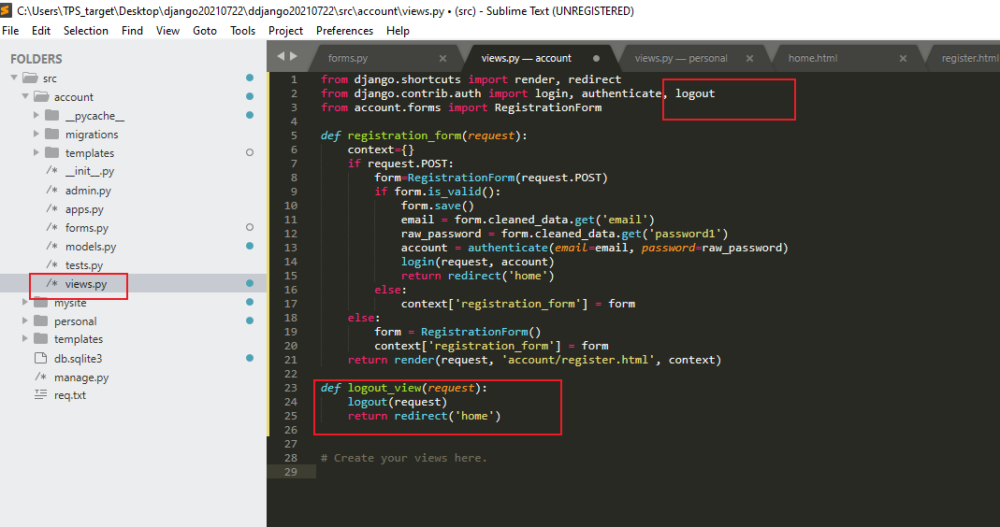 C:\Users\TPS_target\Desktop\django20210722\ddjango20210722\src\account\views.py • (src) - Sublime Text (UNREGISTERED)
File Edit Selection Find View Goto Tools Project Preferences Help
FOLDERS
src
account
__pycache__
migrations
templates
/* __init__.py
/* admin.py
/* apps.py
/* forms.py
/* models.py
/* tests.py
/* views.py
mysite
personal
templates
db.sqlite3
/* manage.py
req.txt
forms.py × views.py — account views.py — personal × home.html × register.html
1 from django.shortcuts import render, redirect
2 from django.contrib.auth import login, authenticate, logout
3 from account.forms import RegistrationForm
4
5 def registration_form(request):
6 context={}
7 if request.POST:
8 form=RegistrationForm(request.POST)
9 if form.is_valid():
10 form.save()
11 email = form.cleaned_data.get('email')
12 raw_password = form.cleaned_data.get('password1')
13 account = authenticate(email=email, password=raw_password)
14 login(request, account)
15 return redirect('home')
16 else:
17 context['registration_form'] = form
18 else:
19 form = RegistrationForm()
20 context['registration_form'] = form
21 return render(request, 'account/register.html', context)
22
23 def logout_view(request):
24 logout(request)
25 return redirect('home')
26
27
28 # Create your views here.
29